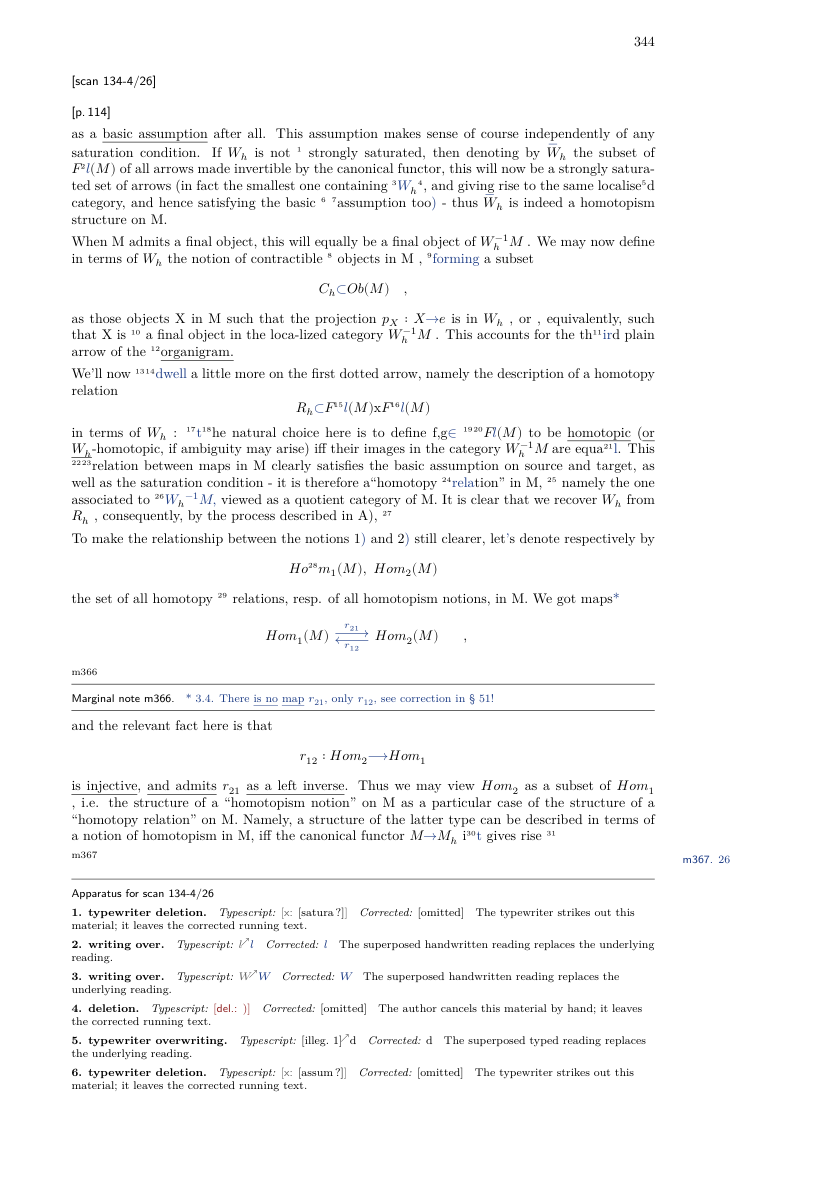 344
[scan 134-4/26]
[p. 114]
as a basic assumption after all. This assumption makes sense of course independently of any
saturation condition. If W_h is not ¹ strongly saturated, then denoting by W̅_h the subset of
F²l(M) of all arrows made invertible by the canonical functor, this will now be a strongly satura-
ted set of arrows (in fact the smallest one containing ³W_h⁴, and giving rise to the same localise⁵d
category, and hence satisfying the basic ⁶ ⁷assumption too) - thus W̅_h is indeed a homotopism
structure on M.
When M admits a final object, this will equally be a final object of W_h^{-1}M . We may now define
in terms of W_h the notion of contractible ⁸ objects in M , ⁹forming a subset
C_h⊂Ob(M) ,
as those objects X in M such that the projection p_X : X→e is in W_h , or , equivalently, such
that X is ¹⁰ a final object in the loca-lized category W_h^{-1}M . This accounts for the th¹¹ird plain
arrow of the ¹²organigram.
We'll now ¹³¹⁴dwell a little more on the first dotted arrow, namely the description of a homotopy
relation
R_h⊂F¹⁵l(M)xF¹⁶l(M)
in terms of W_h : ¹⁷t¹⁸he natural choice here is to define f,g∈ ¹⁹²⁰Fl(M) to be homotopic (or
W_h-homotopic, if ambiguity may arise) iff their images in the category W_h^{-1}M are equa²¹l. This
²²²³relation between maps in M clearly satisfies the basic assumption on source and target, as
well as the saturation condition - it is therefore a“homotopy ²⁴relation” in M, ²⁵ namely the one
associated to ²⁶W_h^{-1}M, viewed as a quotient category of M. It is clear that we recover W_h from
R_h , consequently, by the process described in A), ²⁷
To make the relationship between the notions 1) and 2) still clearer, let's denote respectively by
Ho²⁸m₁(M), Hom₂(M)
the set of all homotopy ²⁹ relations, resp. of all homotopism notions, in M. We got maps*
Hom₁(M) r₂₁ ⇄ r₁₂ Hom₂(M) ,
m366
Marginal note m366. * 3.4. There is no map r₂₁, only r₁₂, see correction in § 51!
and the relevant fact here is that
r₁₂ : Hom₂⟶Hom₁
is injective, and admits r₂₁ as a left inverse. Thus we may view Hom₂ as a subset of Hom₁
, i.e. the structure of a “homotopism notion” on M as a particular case of the structure of a
“homotopy relation” on M. Namely, a structure of the latter type can be described in terms of
a notion of homotopism in M, iff the canonical functor M→M_h i³⁰t gives rise ³¹
m367
m367. 26
Apparatus for scan 134-4/26
1. typewriter deletion. Typescript: [x: [satura ?]] Corrected: [omitted] The typewriter strikes out this
material; it leaves the corrected running text.
2. writing over. Typescript: l↗l Corrected: l The superposed handwritten reading replaces the underlying
reading.
3. writing over. Typescript: W↗W Corrected: W The superposed handwritten reading replaces the
underlying reading.
4. deletion. Typescript: [del.: )] Corrected: [omitted] The author cancels this material by hand; it leaves
the corrected running text.
5. typewriter overwriting. Typescript: [illeg. 1]↗d Corrected: d The superposed typed reading replaces
the underlying reading.
6. typewriter deletion. Typescript: [x: [assum ?]] Corrected: [omitted] The typewriter strikes out this
material; it leaves the corrected running text.